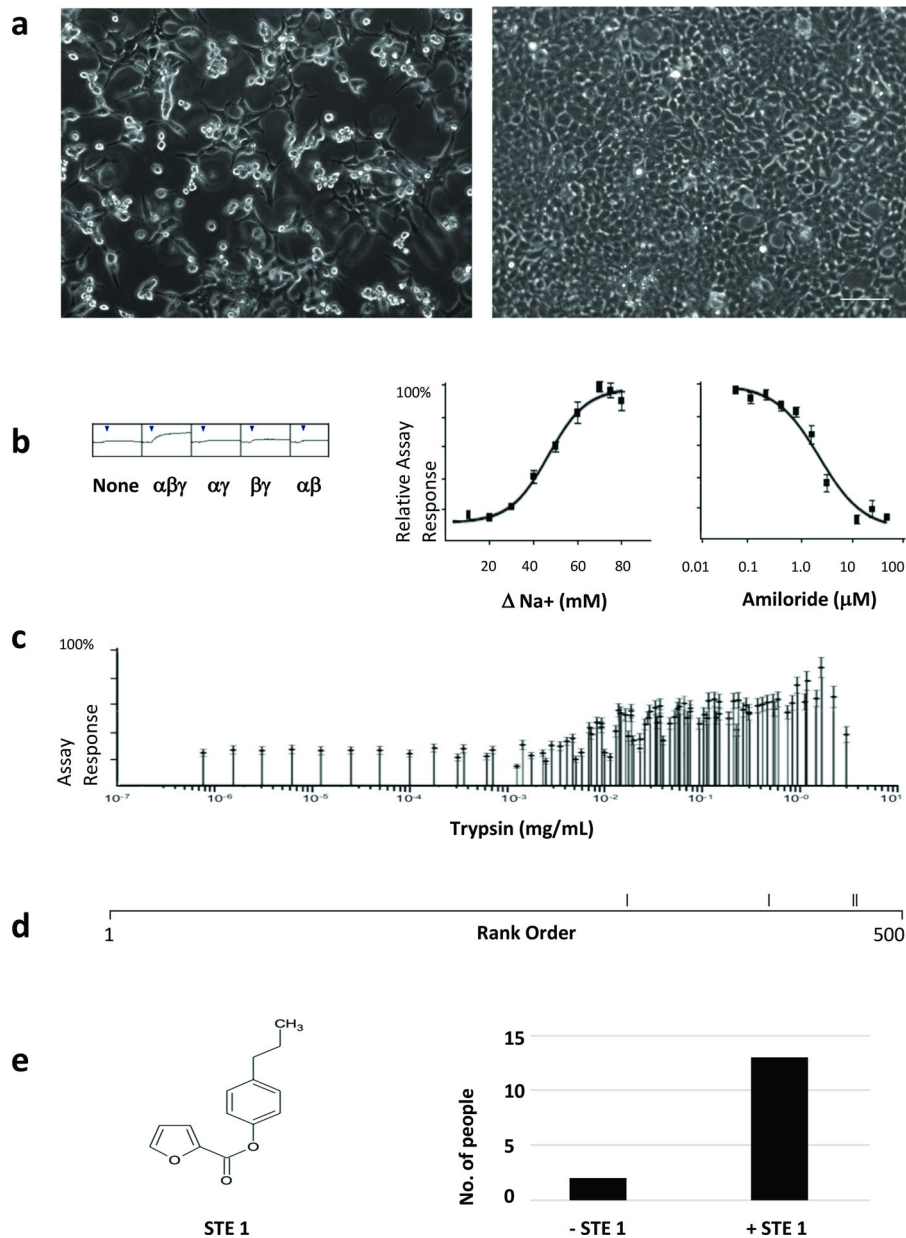 a
b
None αβγ αγ βγ αβ
Relative Assay
Response
100%
20 40 60 80
Δ Na+ (mM)
0.01 0.1 1.0 10 100
Amiloride (μM)
c
100%
Assay
Response
10⁻⁷ 10⁻⁶ 10⁻⁵ 10⁻⁴ 10⁻³ 10⁻² 10⁻¹ 10⁻⁰ 10¹
Trypsin (mg/mL)
d
1 Rank Order 500
e
CH₃
O
O
O
STE 1
No. of people
15
10
5
0
- STE 1 + STE 1